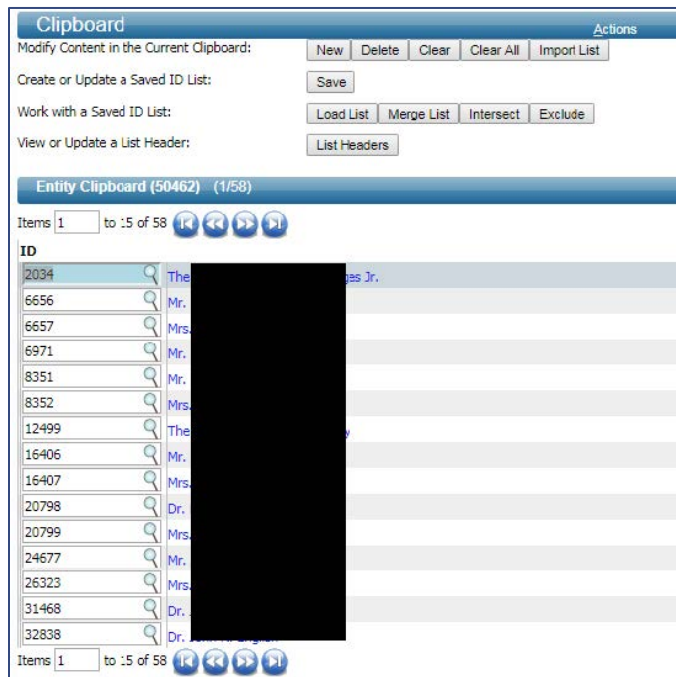 Clipboard Actions
Modify Content in the Current Clipboard: New Delete Clear Clear All Import List
Create or Update a Saved ID List: Save
Work with a Saved ID List: Load List Merge List Intersect Exclude
View or Update a List Header: List Headers
Entity Clipboard (50462) (1/58)
Items 1 to 15 of 58
ID
2034 The Jr.
6656 Mr.
6657 Mrs.
6971 Mr.
8351 Mr.
8352 Mrs.
12499 The
16406 Mr.
16407 Mrs.
20798 Dr.
20799 Mrs.
24677 Mr.
26323 Mrs.
31468 Dr.
32838 Dr.
Items 1 to 15 of 58